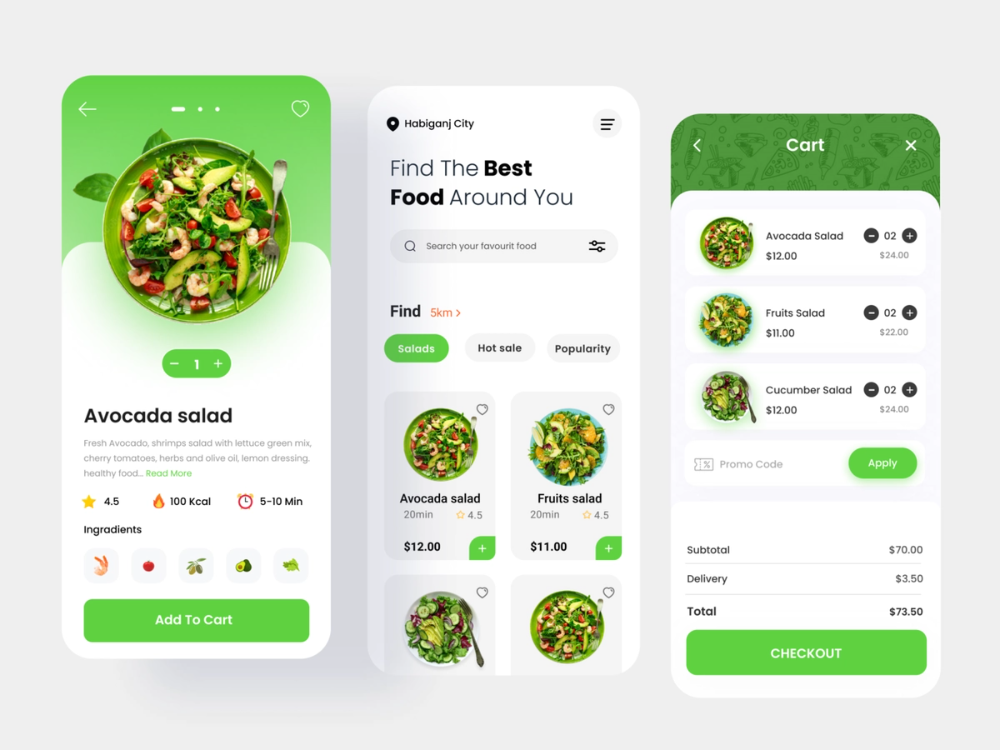 Avocada salad
1
Fresh Avocado, shrimps salad with lettuce green mix,
cherry tomatoes, herbs and olive oil, lemon dressing,
healthy food... Read More
4.5
100 Kcal
5-10 Min
Ingradients
Add To Cart
Habiganj City
Find The Best
Food Around You
Search your favourit food
Find 5km >
Salads
Hot sale
Popularity
Avocada salad
20min
4.5
$12.00
+
Fruits salad
20min
4.5
$11.00
+
Cart
Avocada Salad
02
$12.00
$24.00
Fruits Salad
02
$11.00
$22.00
Cucumber Salad
02
$12.00
$24.00
Promo Code
Apply
Subtotal
$70.00
Delivery
$3.50
Total
$73.50
CHECKOUT